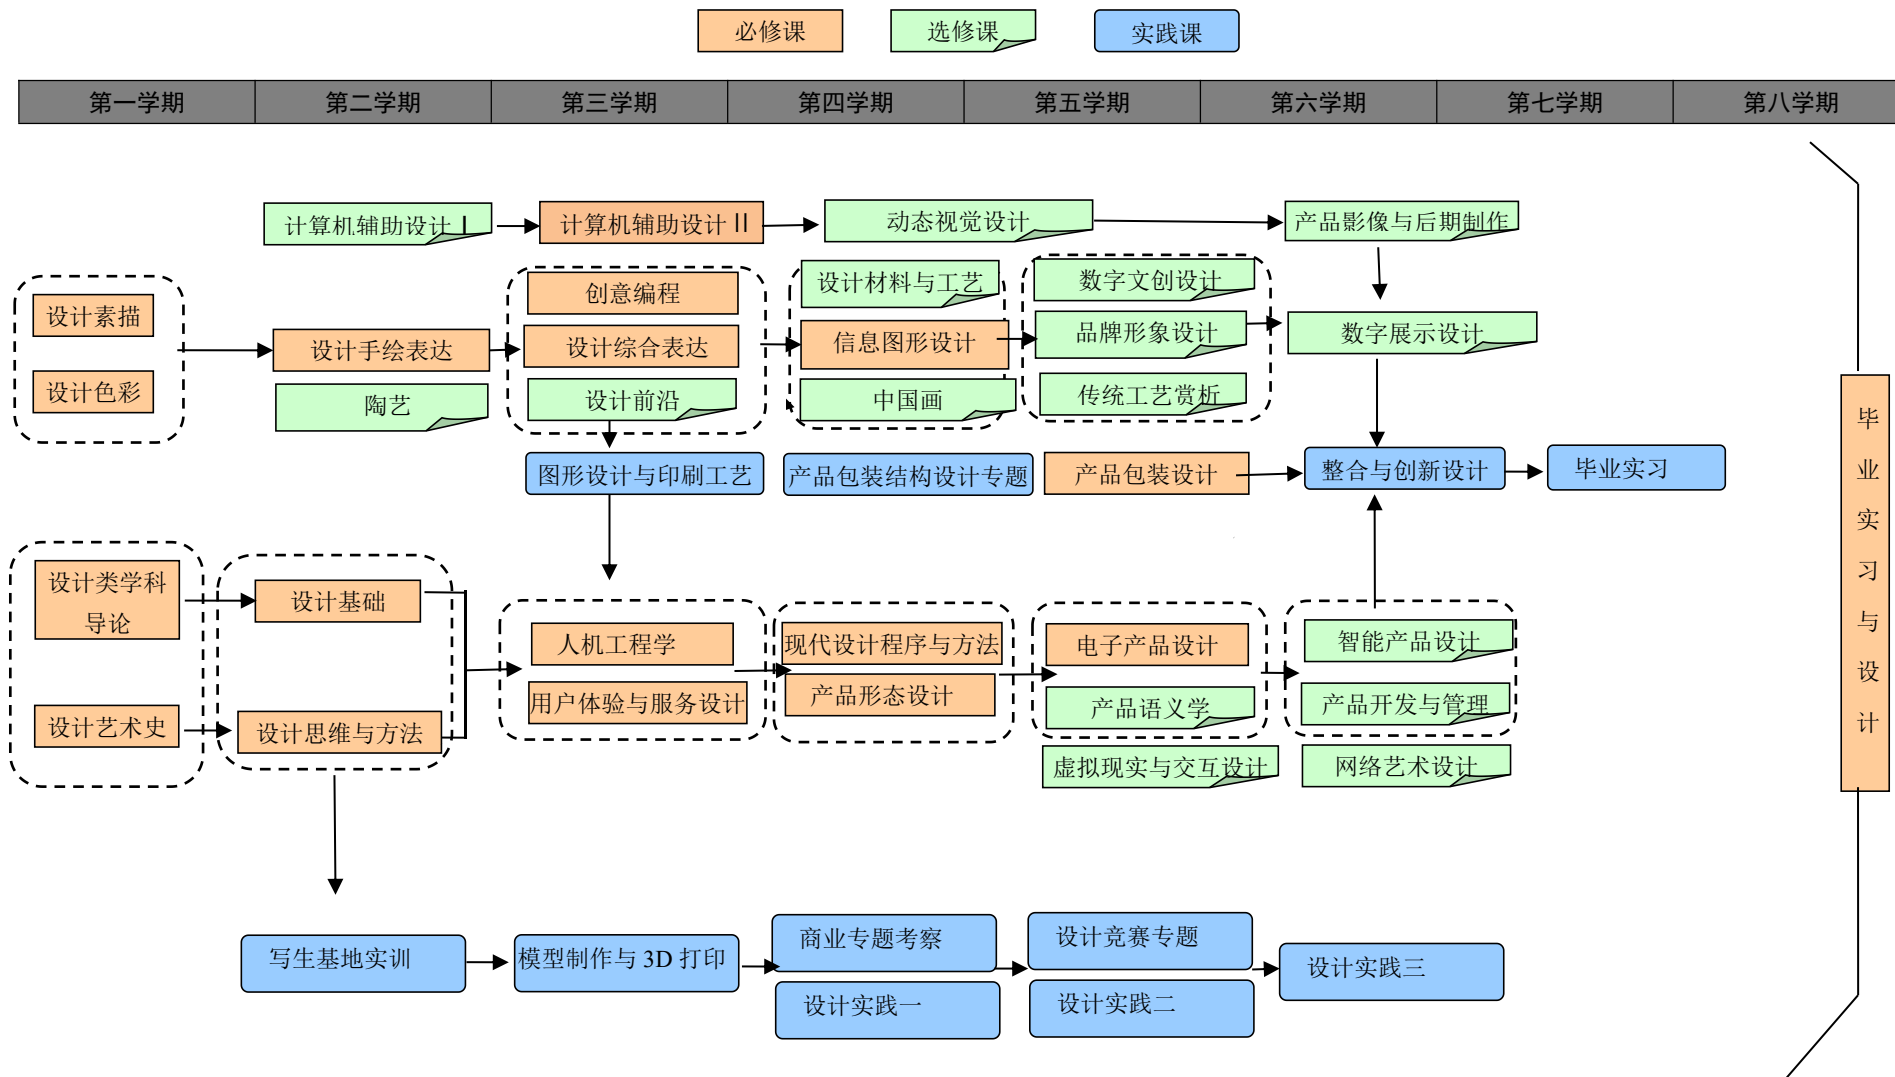 必修课
选修课
实践课
第一学期
第二学期
第三学期
第四学期
第五学期
第六学期
第七学期
第八学期
计算机辅助设计 I
计算机辅助设计 II
动态视觉设计
产品影像与后期制作
设计素描
设计色彩
设计手绘表达
陶艺
创意编程
设计综合表达
设计前沿
设计材料与工艺
信息图形设计
中国画
数字文创设计
品牌形象设计
传统工艺赏析
数字展示设计
图形设计与印刷工艺
产品包装结构设计专题
产品包装设计
整合与创新设计
毕业实习
设计类学科
导论
设计艺术史
设计基础
设计思维与方法
人机工程学
用户体验与服务设计
现代设计程序与方法
产品形态设计
电子产品设计
产品语义学
虚拟现实与交互设计
智能产品设计
产品开发与管理
网络艺术设计
写生基地实训
模型制作与 3D 打印
商业专题考察
设计实践一
设计竞赛专题
设计实践二
设计实践三
毕业实习与设计